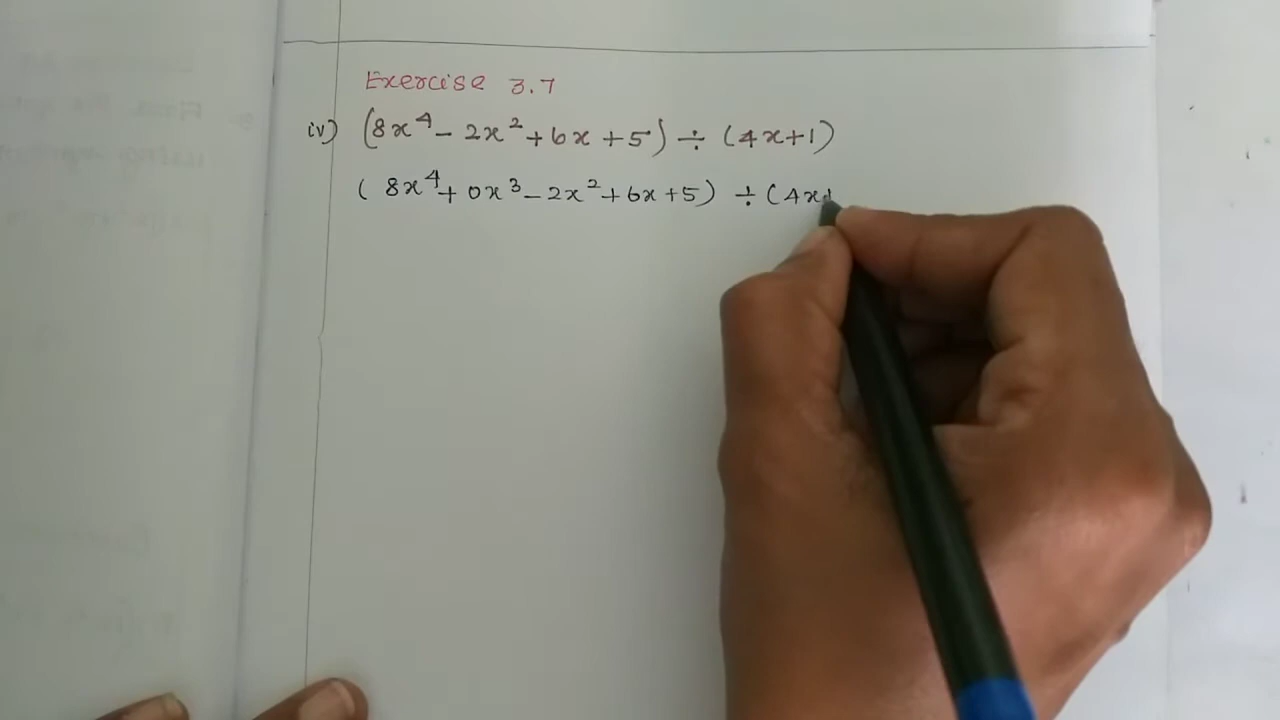 Exercise 3.7
iv) (8x⁴ - 2x² + 6x + 5) ÷ (4x+1)
( 8x⁴ + 0x³ - 2x² + 6x + 5) ÷ (4x+